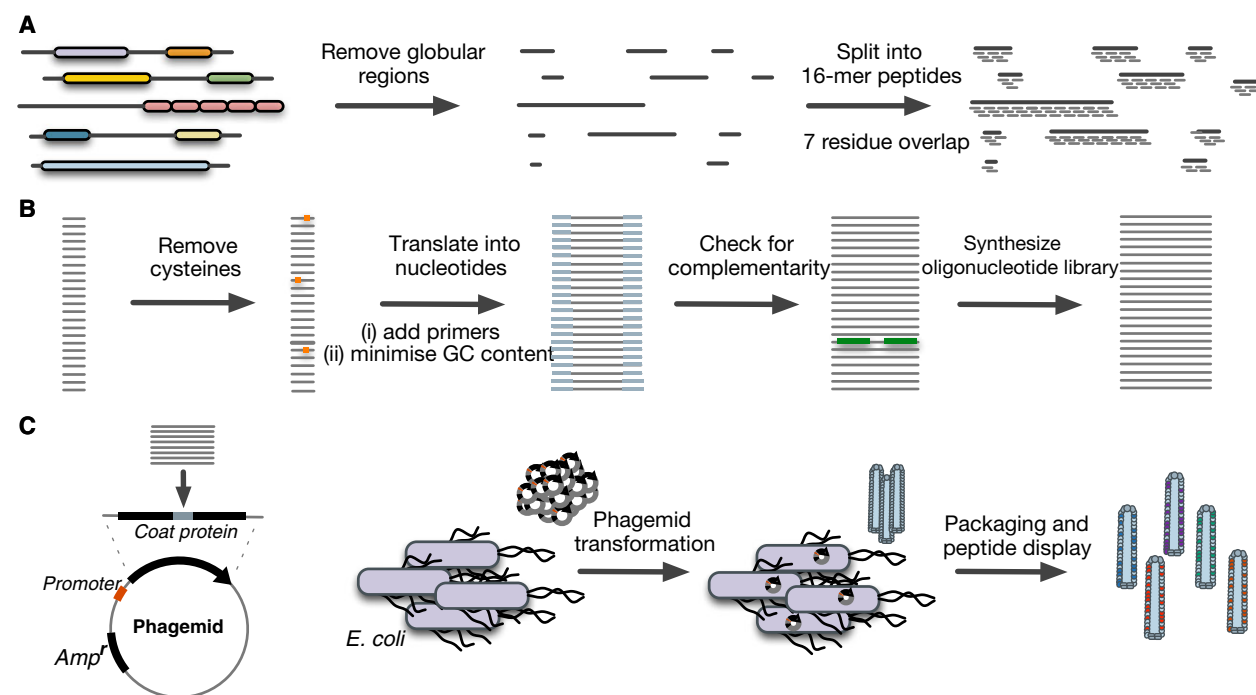 A
Remove globular
regions
Split into
16-mer peptides
7 residue overlap
B
Remove
cysteines
Translate into
nucleotides
(i) add primers
(ii) minimise GC content
Check for
complementarity
Synthesize
oligonucleotide library
C
Coat protein
Promoter
Phagemid
Ampʳ
E. coli
Phagemid
transformation
Packaging and
peptide display